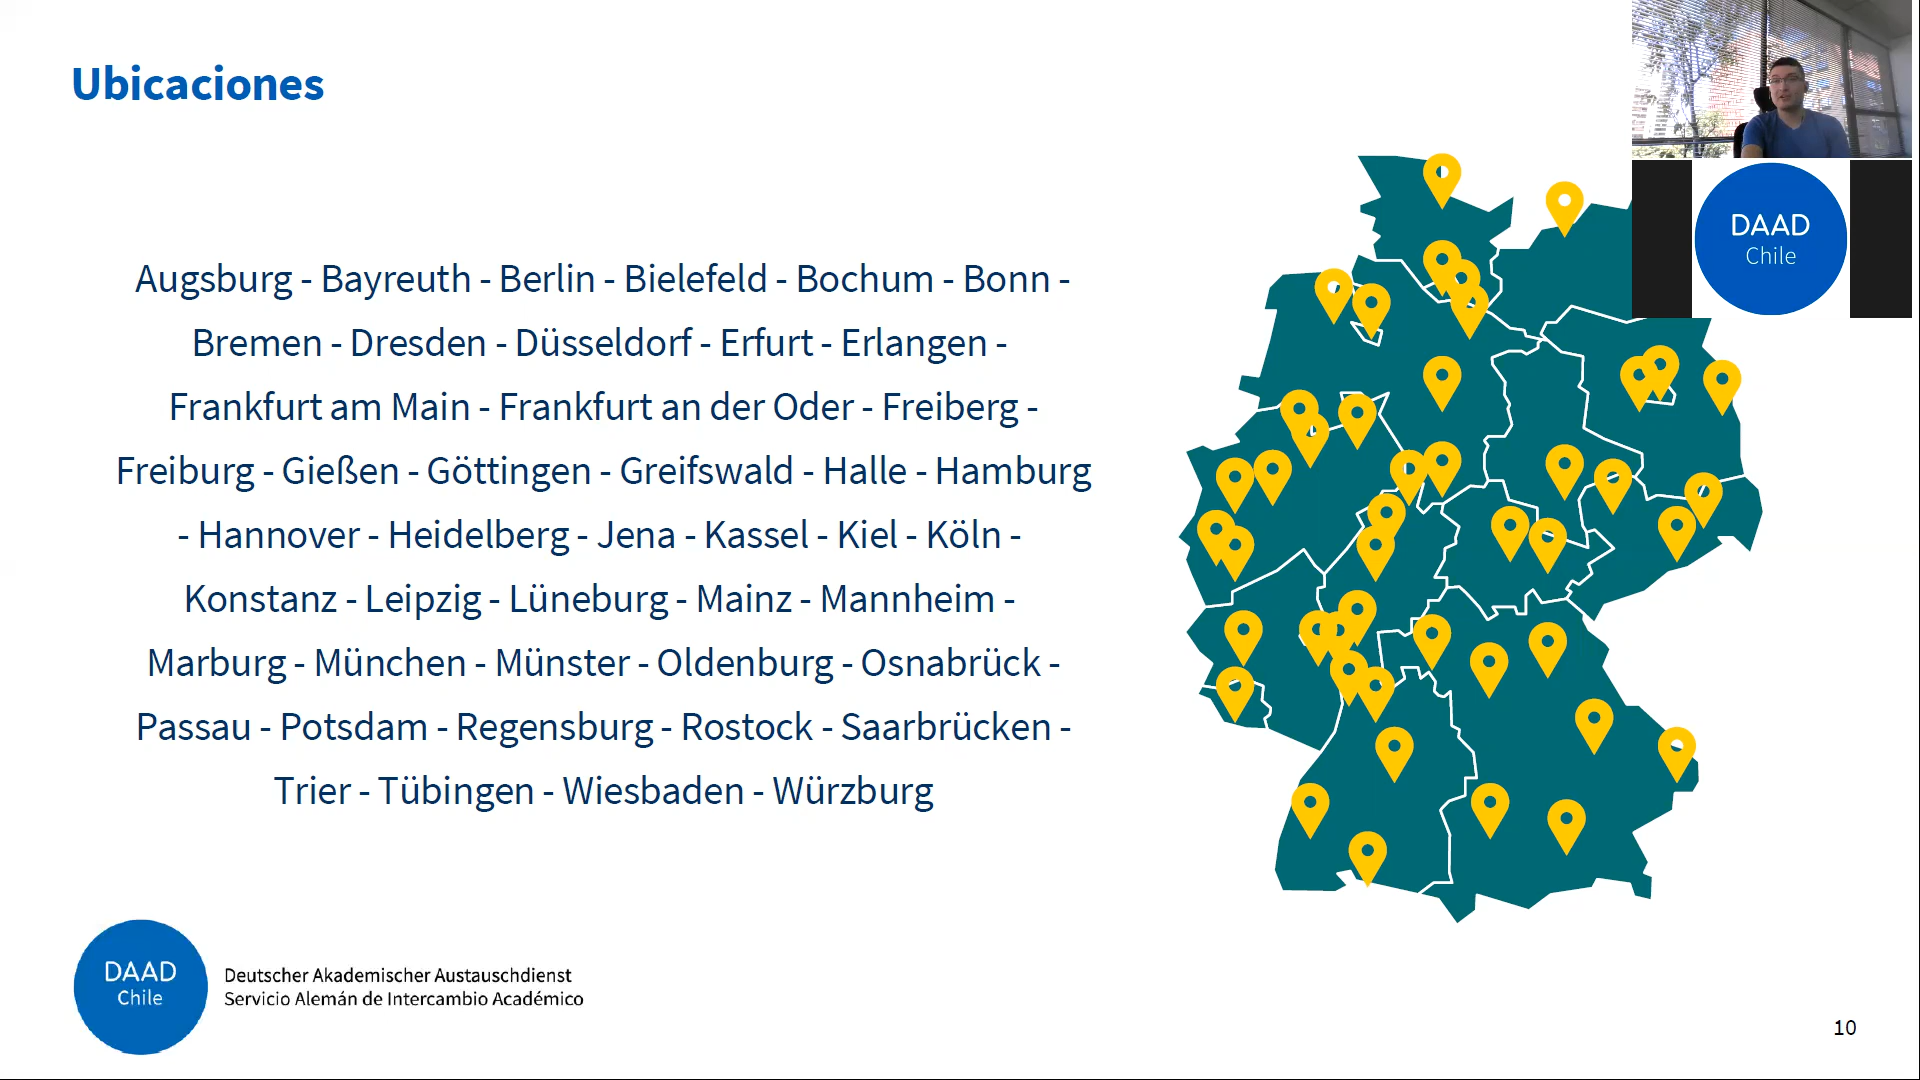 Ubicaciones
Augsburg - Bayreuth - Berlin - Bielefeld - Bochum - Bonn -
Bremen - Dresden - Düsseldorf - Erfurt - Erlangen -
Frankfurt am Main - Frankfurt an der Oder - Freiberg -
Freiburg - Gießen - Göttingen - Greifswald - Halle - Hamburg
- Hannover - Heidelberg - Jena - Kassel - Kiel - Köln -
Konstanz - Leipzig - Lüneburg - Mainz - Mannheim -
Marburg - München - Münster - Oldenburg - Osnabrück -
Passau - Potsdam - Regensburg - Rostock - Saarbrücken -
Trier - Tübingen - Wiesbaden - Würzburg
DAAD
Chile
DAAD
Chile
Deutscher Akademischer Austauschdienst
Servicio Alemán de Intercambio Académico
10